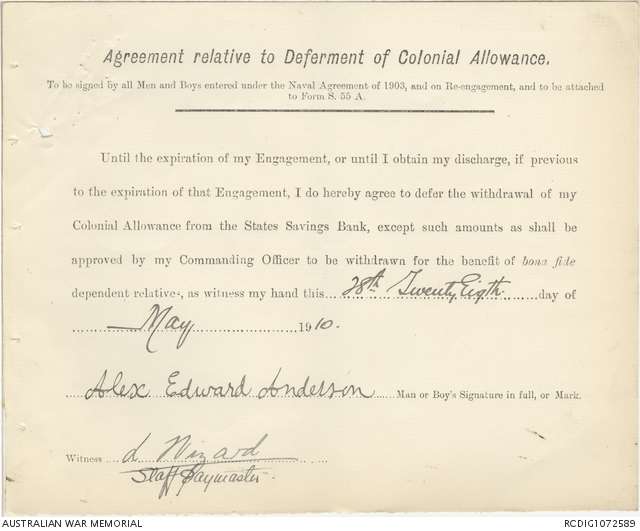 Agreement relative to Deferment of Colonial Allowance.
To be signed by all Men and Boys entered under the Naval Agreement of 1903, and on Re-engagement, and to be attached
to Form S. 55 A.
Until the expiration of my Engagement, or until I obtain my discharge, if previous
to the expiration of that Engagement, I do hereby agree to defer the withdrawal of my
Colonial Allowance from the States Savings Bank, except such amounts as shall be
approved by my Commanding Officer to be withdrawn for the benefit of bona fide
dependent relatives, as witness my hand this 28th Twenty Eigth day of
May 1910.
Alex Edward Anderson Man or Boy's Signature in full, or Mark.
Witness
Staff Paymaster
AUSTRALIAN WAR MEMORIAL RCDIG1072589